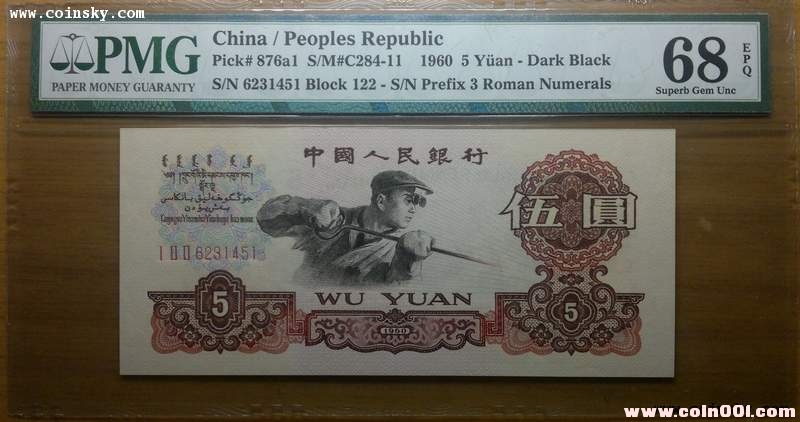 www.coinsky.com
PMG
PAPER MONEY GUARANTY
China / Peoples Republic
Pick# 876a1 S/M#C284-11 1960 5 Yüan - Dark Black
S/N 6231451 Block 122 - S/N Prefix 3 Roman Numerals
68 EPQ
Superb Gem Unc
中國人民銀行
伍圓
I II II 6231451
5
WU YUAN
5
1960
www.coin001.com